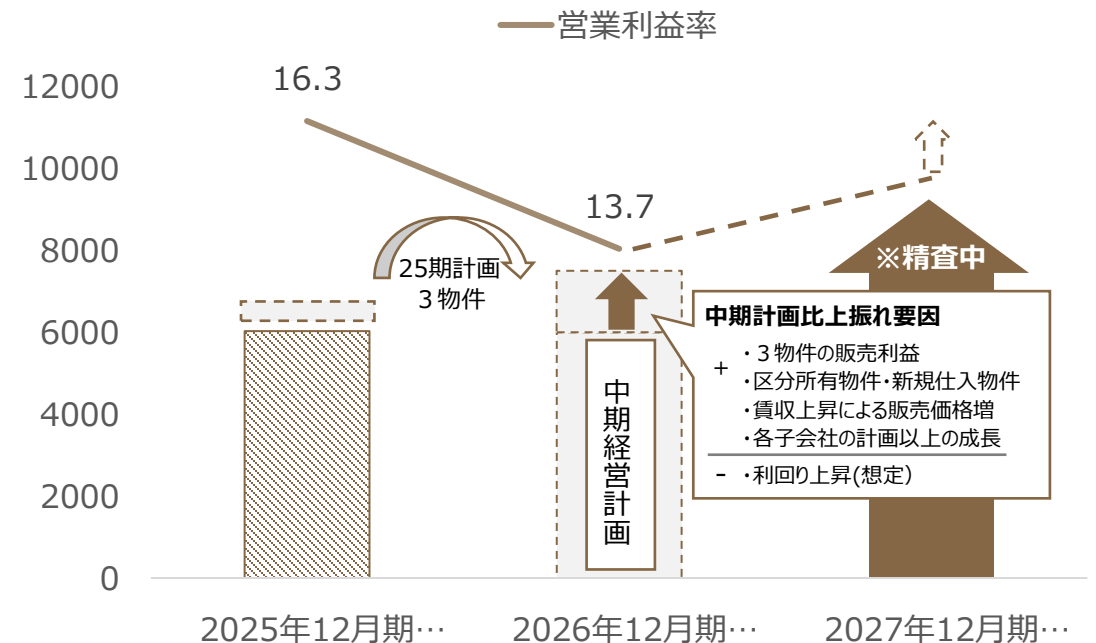 営業利益率
12000
10000
8000
6000
4000
2000
0
16.3
13.7
25期計画
3物件
中期経営計画
※精査中
中期計画比上振れ要因
+
・3物件の販売利益
・区分所有物件・新規仕入物件
・賃収上昇による販売価格増
・各子会社の計画以上の成長
- ・利回り上昇(想定)
2025年12月期…
2026年12月期…
2027年12月期…